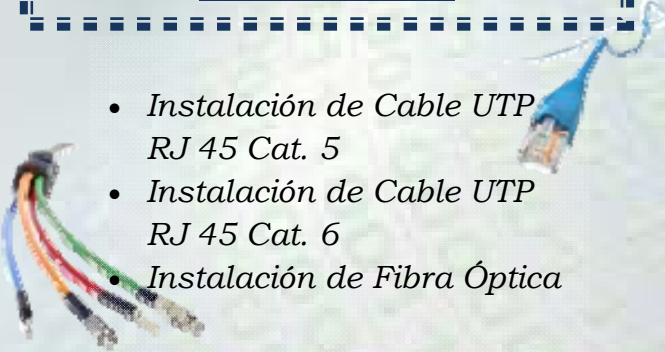 • Instalación de Cable UTP
RJ 45 Cat. 5
• Instalación de Cable UTP
RJ 45 Cat. 6
• Instalación de Fibra Óptica